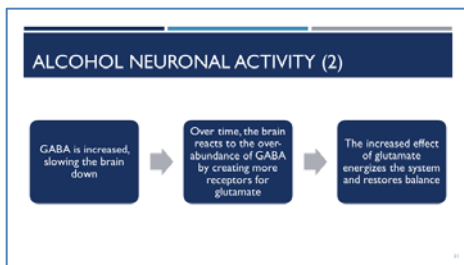 ALCOHOL NEURONAL ACTIVITY (2)
GABA is increased,
slowing the brain
down
Over time, the brain
reacts to the over-
abundance of GABA
by creating more
receptors for
glutamate
The increased effect
of glutamate
energizes the system
and restores balance